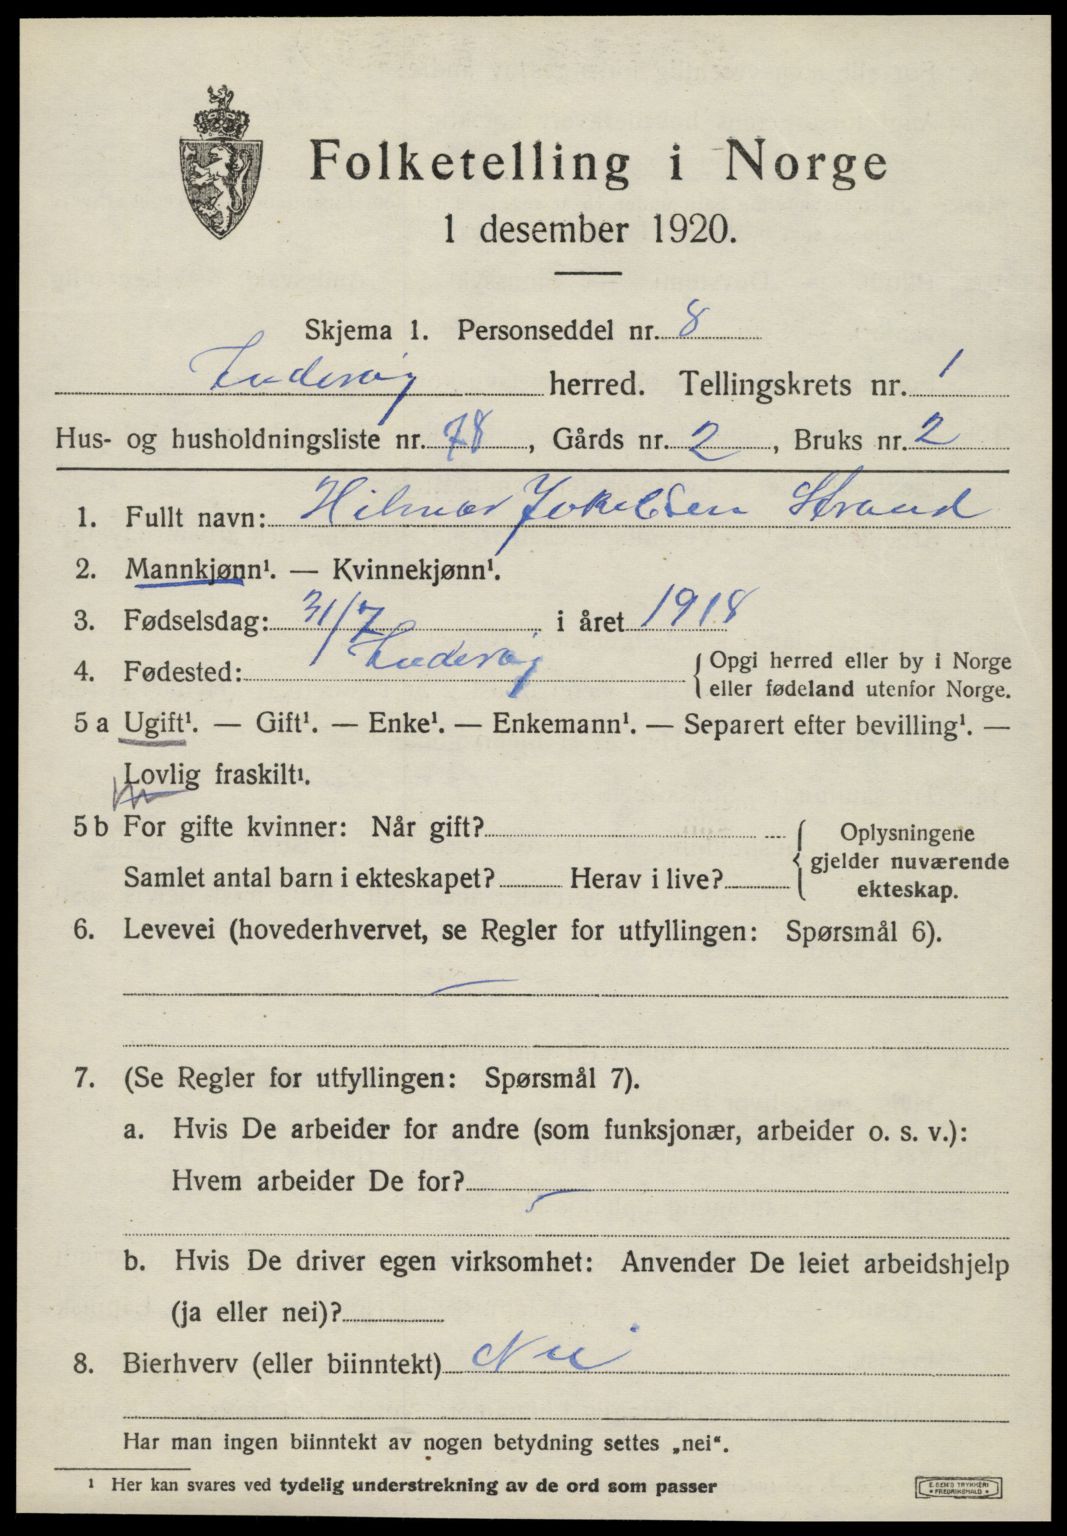 Folketelling i Norge
1 desember 1920.
Skjema 1. Personseddel nr. 8
herred. Tellingskrets nr. 1
Hus- og husholdningsliste nr. 78, Gårds nr. 2, Bruks nr. 2
1. Fullt navn: Hilmar Jokelsen Strand
2. Mannkjønn¹. — Kvinnekjønn¹.
3. Fødselsdag: 31/7 i året 1918
4. Fødested: {Opgi herred eller by i Norge
eller fødeland utenfor Norge.
5 a Ugift¹. — Gift¹. — Enke¹. — Enkemann¹. — Separert efter bevilling¹. —
Lovlig fraskilt¹.
5 b For gifte kvinner: Når gift? { Oplysningene
gjelder nuværende
Samlet antal barn i ekteskapet? Herav i live? ekteskap.
6. Levevei (hovederhvervet, se Regler for utfyllingen: Spørsmål 6).
—
7. (Se Regler for utfyllingen: Spørsmål 7).
a. Hvis De arbeider for andre (som funksjonær, arbeider o. s. v.):
Hvem arbeider De for?
b. Hvis De driver egen virksomhet: Anvender De leiet arbeidshjelp
(ja eller nei)?
8. Bierhverv (eller biinntekt) Nei
Har man ingen biinntekt av nogen betydning settes „nei".
¹ Her kan svares ved tydelig understrekning av de ord som passer